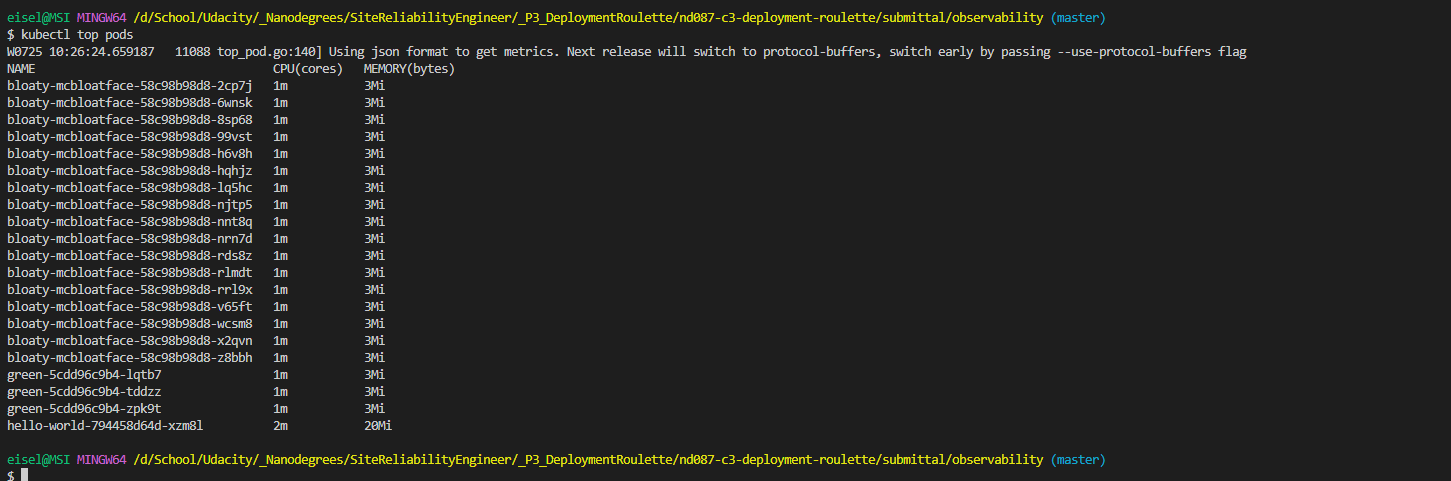 eisel@MSI MINGW64 /d/School/Udacity/_Nanodegrees/SiteReliabilityEngineer/_P3_DeploymentRoulette/nd087-c3-deployment-roulette/submittal/observability (master)
$ kubectl top pods
W0725 10:26:24.659187   11088 top_pod.go:140] Using json format to get metrics. Next release will switch to protocol-buffers, switch early by passing --use-protocol-buffers flag
NAME                                  CPU(cores)   MEMORY(bytes)
bloaty-mcbloatface-58c98b98d8-2cp7j   1m           3Mi
bloaty-mcbloatface-58c98b98d8-6wnsk   1m           3Mi
bloaty-mcbloatface-58c98b98d8-8sp68   1m           3Mi
bloaty-mcbloatface-58c98b98d8-99vst   1m           3Mi
bloaty-mcbloatface-58c98b98d8-h6v8h   1m           3Mi
bloaty-mcbloatface-58c98b98d8-hqhjz   1m           3Mi
bloaty-mcbloatface-58c98b98d8-lq5hc   1m           3Mi
bloaty-mcbloatface-58c98b98d8-njtp5   1m           3Mi
bloaty-mcbloatface-58c98b98d8-nnt8q   1m           3Mi
bloaty-mcbloatface-58c98b98d8-nrn7d   1m           3Mi
bloaty-mcbloatface-58c98b98d8-rds8z   1m           3Mi
bloaty-mcbloatface-58c98b98d8-rlmdt   1m           3Mi
bloaty-mcbloatface-58c98b98d8-rrl9x   1m           3Mi
bloaty-mcbloatface-58c98b98d8-v65ft   1m           3Mi
bloaty-mcbloatface-58c98b98d8-wcsm8   1m           3Mi
bloaty-mcbloatface-58c98b98d8-x2qvn   1m           3Mi
bloaty-mcbloatface-58c98b98d8-z8bbh   1m           3Mi
green-5cdd96c9b4-lqtb7                1m           3Mi
green-5cdd96c9b4-tddzz                1m           3Mi
green-5cdd96c9b4-zpk9t                1m           3Mi
hello-world-794458d64d-xzm8l          2m           20Mi
eisel@MSI MINGW64 /d/School/Udacity/_Nanodegrees/SiteReliabilityEngineer/_P3_DeploymentRoulette/nd087-c3-deployment-roulette/submittal/observability (master)
$